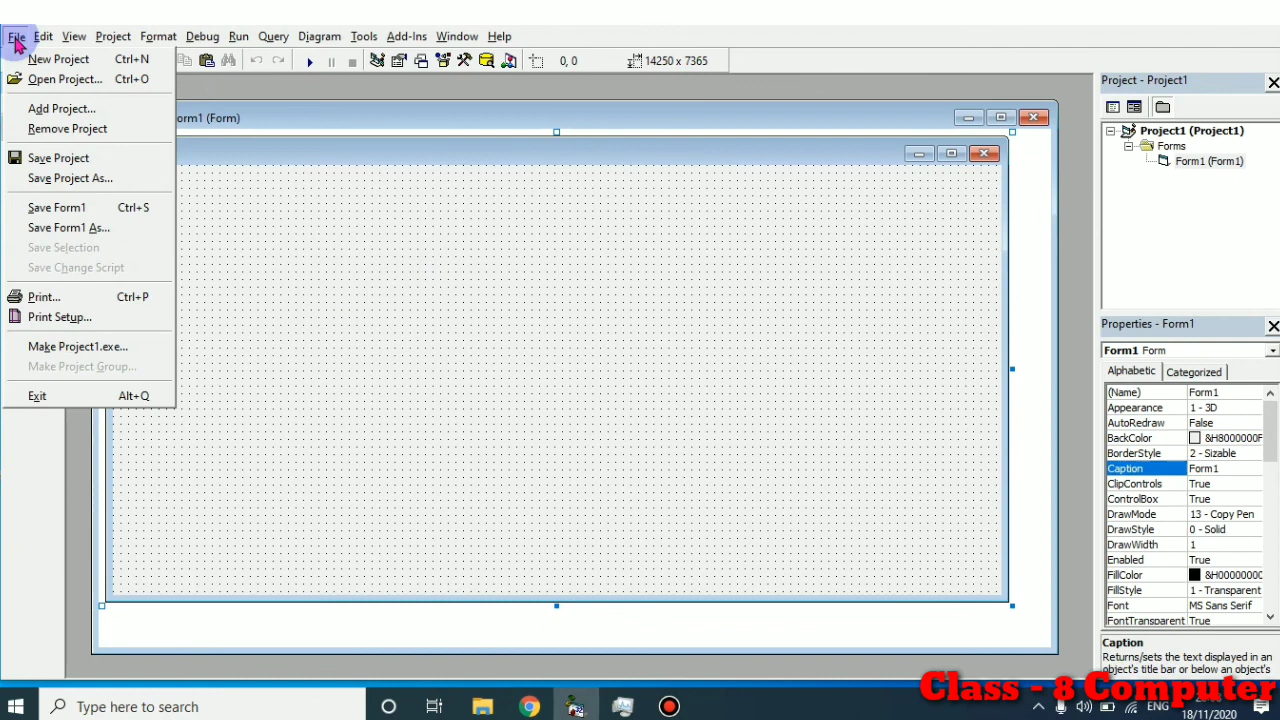 File Edit View Project Format Debug Run Query Diagram Tools Add-Ins Window Help
New Project Ctrl+N
Open Project... Ctrl+O
Add Project...
Remove Project
Save Project
Save Project As...
Save Form1 Ctrl+S
Save Form1 As...
Save Selection
Save Change Script
Print... Ctrl+P
Print Setup...
Make Project1.exe...
Make Project Group...
Exit Alt+Q
0, 0
14250 x 7365
(Form)
Project - Project1
Project1 (Project1)
Forms
Form1 (Form1)
Properties - Form1
Form1 Form
Alphabetic Categorized
(Name) Form1
Appearance 1 - 3D
AutoRedraw False
BackColor
BorderStyle 2 - Sizable
Caption Form1
ClipControls True
ControlBox True
DrawMode 13 - Copy Pen
DrawStyle 0 - Solid
DrawWidth 1
Enabled True
FillColor
FillStyle 1 - Transparent
Font MS Sans Serif
FontTransparent True
Caption
Returns/sets the text displayed in an
object's title bar or below an object's
Class - 8 Computer
Type here to search
ENG
18/11/2020